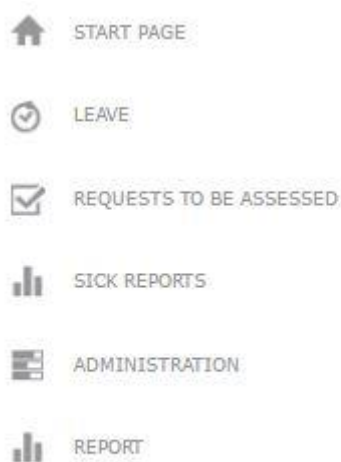 START PAGE
LEAVE
REQUESTS TO BE ASSESSED
SICK REPORTS
ADMINISTRATION
REPORT